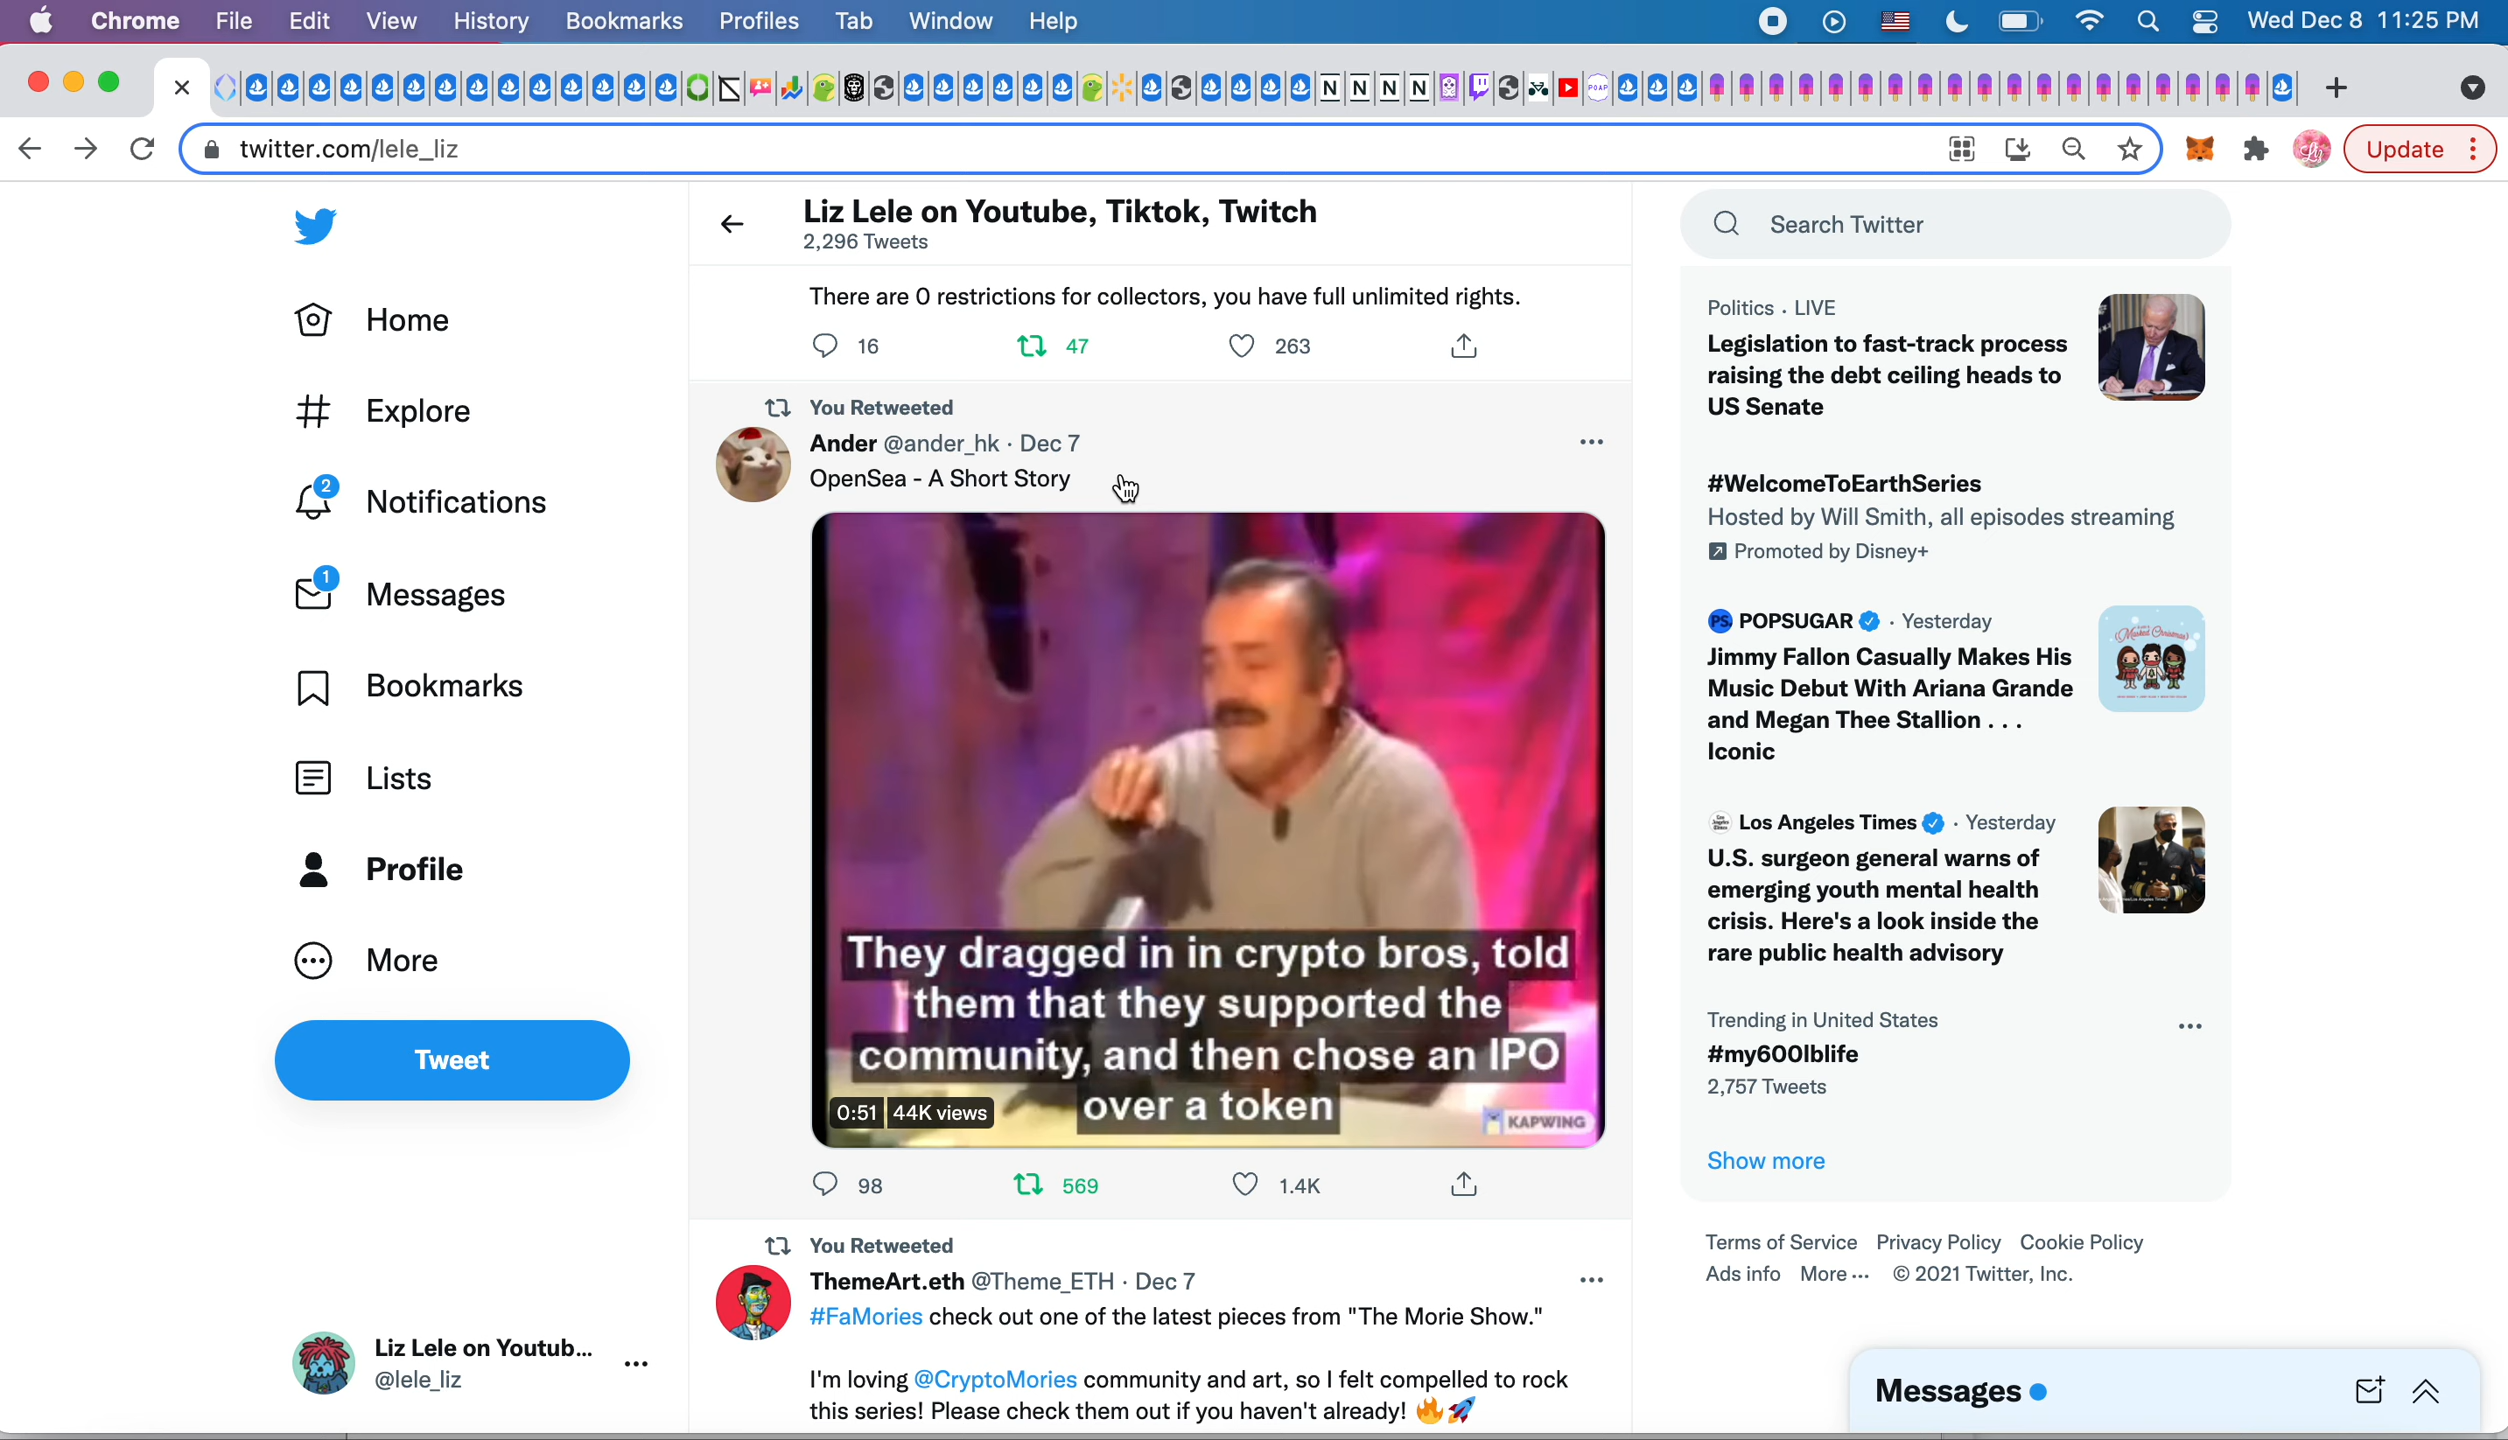 Chrome File Edit View History Bookmarks Profiles Tab Window Help
Wed Dec 8 11:25 PM
twitter.com/lele_liz
Update
Home
Explore
2
Notifications
1
Messages
Bookmarks
Lists
Profile
More
Tweet
Liz Lele on Youtub...
@lele_liz
Liz Lele on Youtube, Tiktok, Twitch
2,296 Tweets
There are 0 restrictions for collectors, you have full unlimited rights.
16 47 263
You Retweeted
Ander @ander_hk · Dec 7
OpenSea - A Short Story
They dragged in in crypto bros, told
them that they supported the
community, and then chose an IPO
over a token
0:51 44K views
KAPWING
98 569 1.4K
You Retweeted
ThemeArt.eth @Theme_ETH · Dec 7
#FaMories check out one of the latest pieces from "The Morie Show."
I'm loving @CryptoMories community and art, so I felt compelled to rock
this series! Please check them out if you haven't already! 🔥🚀
Search Twitter
Politics · LIVE
Legislation to fast-track process
raising the debt ceiling heads to
US Senate
#WelcomeToEarthSeries
Hosted by Will Smith, all episodes streaming
Promoted by Disney+
PS. POPSUGAR · Yesterday
Jimmy Fallon Casually Makes His
Music Debut With Ariana Grande
and Megan Thee Stallion . . .
Iconic
Los Angeles Times · Yesterday
U.S. surgeon general warns of
emerging youth mental health
crisis. Here's a look inside the
rare public health advisory
Trending in United States
#my600lblife
2,757 Tweets
Show more
Terms of Service Privacy Policy Cookie Policy
Ads info More ··· © 2021 Twitter, Inc.
Messages